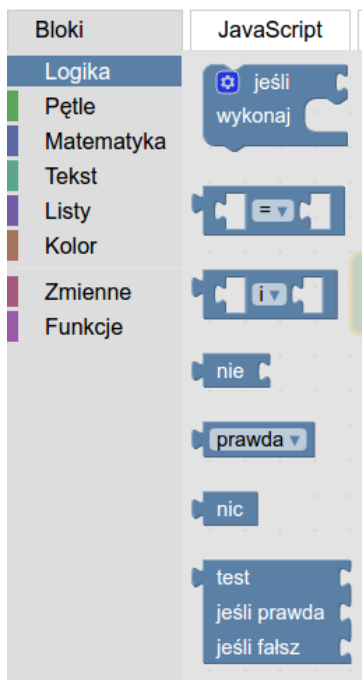 Bloki
JavaScript
Logika
Pętle
Matematyka
Tekst
Listy
Kolor
Zmienne
Funkcje
jeśli
wykonaj
= ▾
i ▾
nie
prawda ▾
nic
test
jeśli prawda
jeśli fałsz